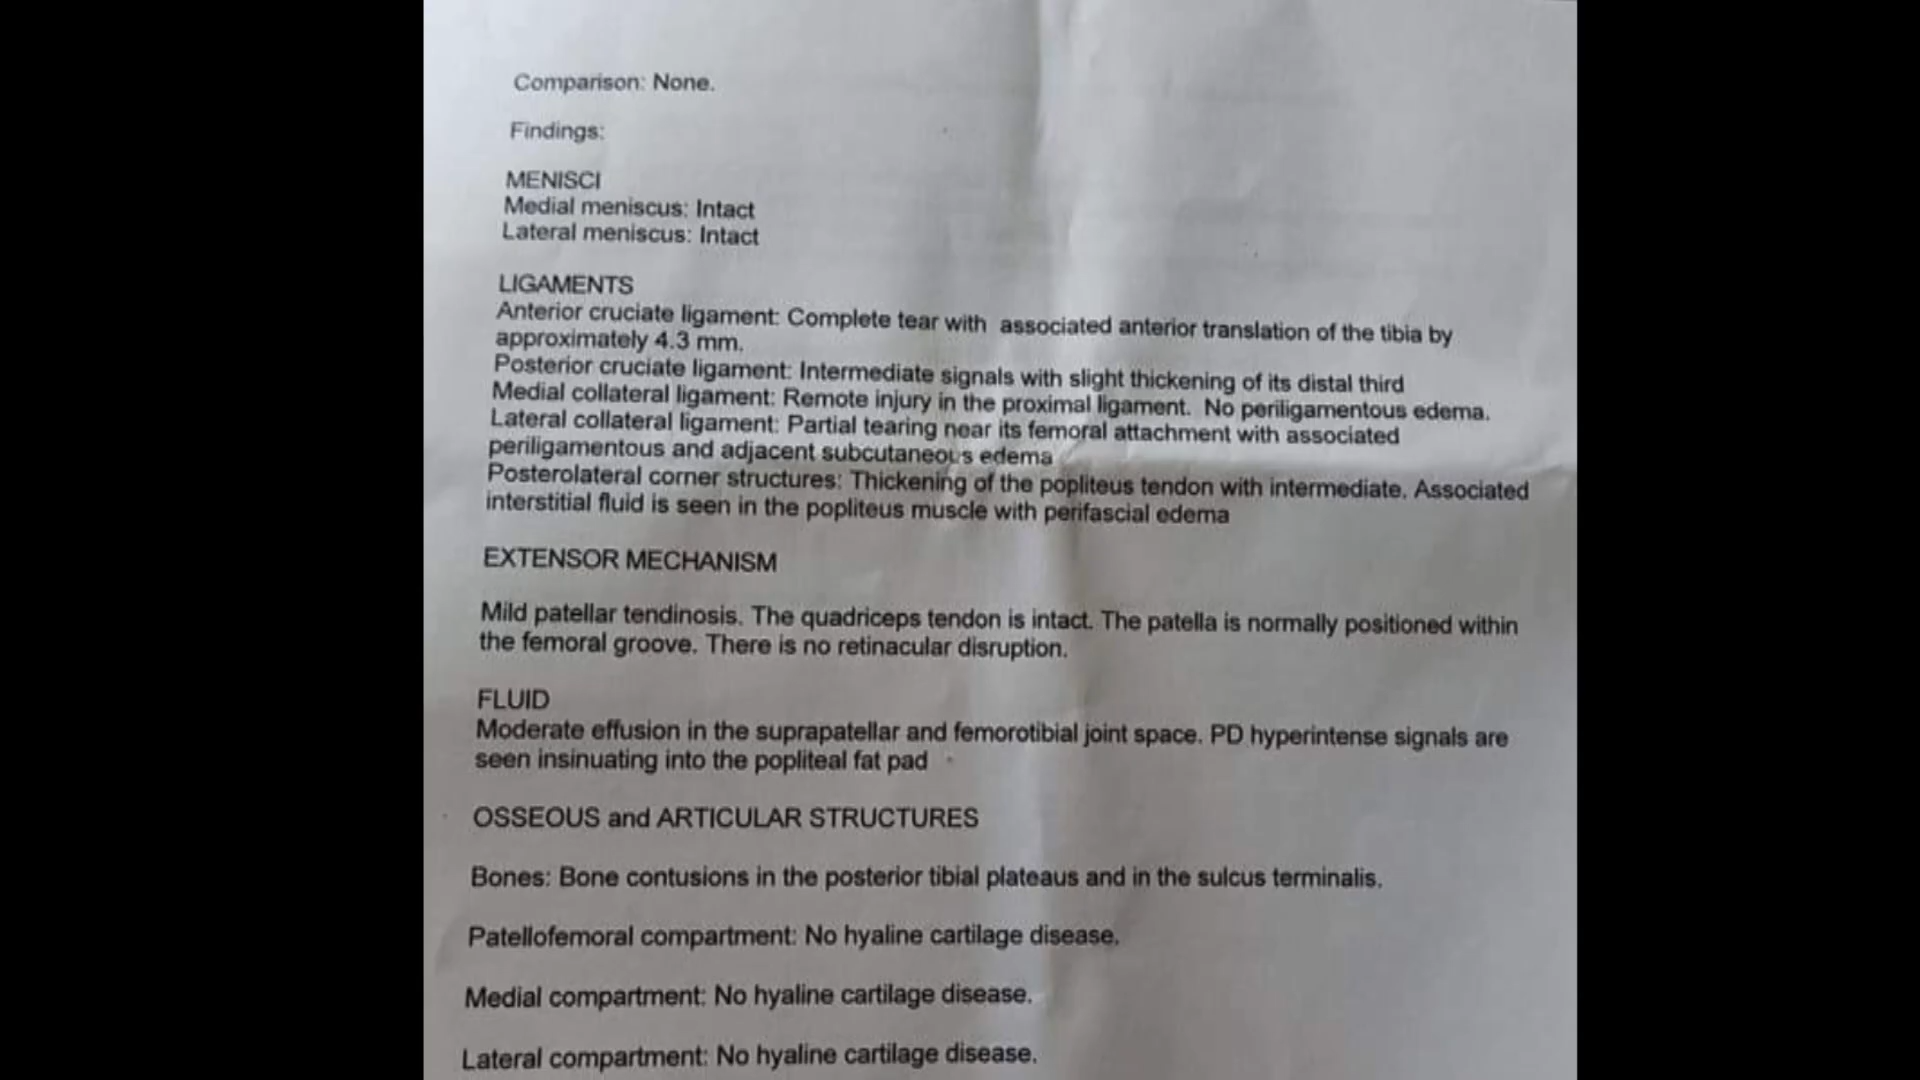 Comparison: None.
Findings:
MENISCI
Medial meniscus: Intact
Lateral meniscus: Intact
LIGAMENTS
Anterior cruciate ligament: Complete tear with associated anterior translation of the tibia by
approximately 4.3 mm.
Posterior cruciate ligament: Intermediate signals with slight thickening of its distal third
Medial collateral ligament: Remote injury in the proximal ligament. No periligamentous edema.
Lateral collateral ligament: Partial tearing near its femoral attachment with associated
periligamentous and adjacent subcutaneous edema
Posterolateral corner structures: Thickening of the popliteus tendon with intermediate. Associated
interstitial fluid is seen in the popliteus muscle with perifascial edema
EXTENSOR MECHANISM
Mild patellar tendinosis. The quadriceps tendon is intact. The patella is normally positioned within
the femoral groove. There is no retinacular disruption.
FLUID
Moderate effusion in the suprapatellar and femorotibial joint space. PD hyperintense signals are
seen insinuating into the popliteal fat pad
OSSEOUS and ARTICULAR STRUCTURES
Bones: Bone contusions in the posterior tibial plateaus and in the sulcus terminalis.
Patellofemoral compartment: No hyaline cartilage disease.
Medial compartment: No hyaline cartilage disease.
Lateral compartment: No hyaline cartilage disease.